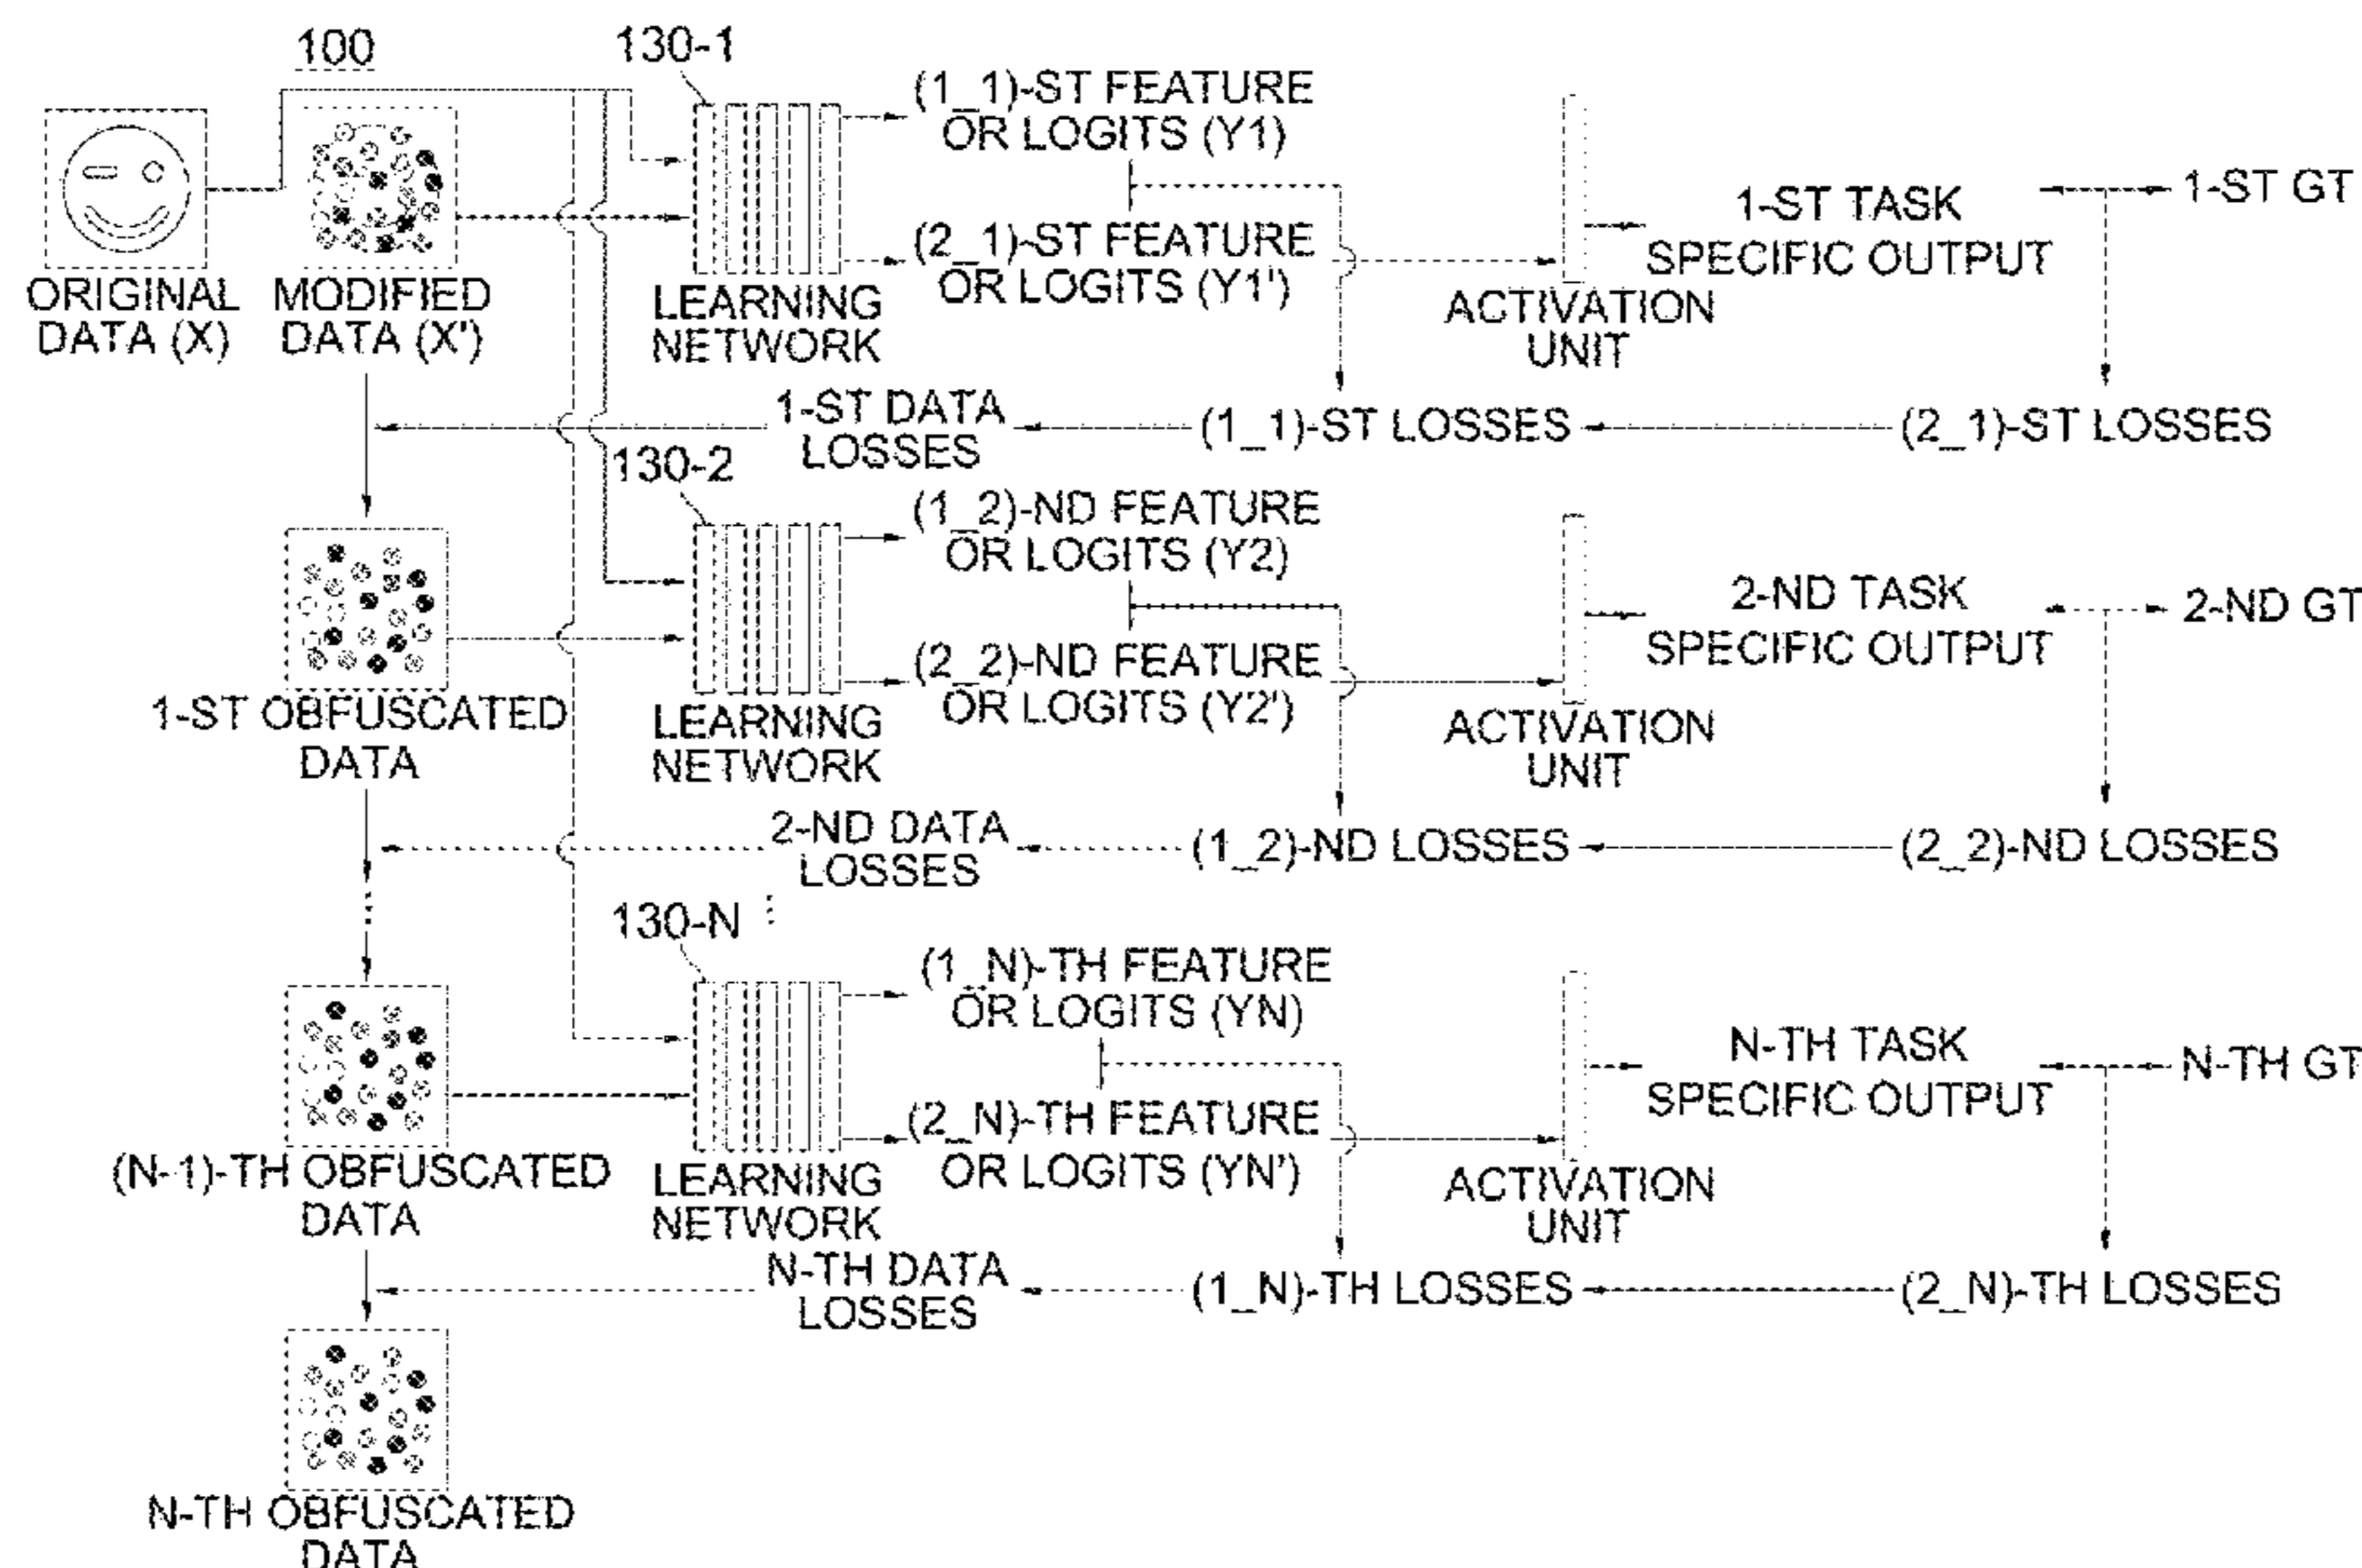 100
130-1
ORIGINAL
DATA (X)
MODIFIED
DATA (X')
LEARNING
NETWORK
(1_1)-ST FEATURE
OR LOGITS (Y1)
(2_1)-ST FEATURE
OR LOGITS (Y1')
ACTIVATION
UNIT
1-ST TASK
SPECIFIC OUTPUT
1-ST GT
1-ST DATA
LOSSES
(1_1)-ST LOSSES
(2_1)-ST LOSSES
130-2
1-ST OBFUSCATED
DATA
LEARNING
NETWORK
(1_2)-ND FEATURE
OR LOGITS (Y2)
(2_2)-ND FEATURE
OR LOGITS (Y2')
ACTIVATION
UNIT
2-ND TASK
SPECIFIC OUTPUT
2-ND GT
2-ND DATA
LOSSES
(1_2)-ND LOSSES
(2_2)-ND LOSSES
130-N
(N-1)-TH OBFUSCATED
DATA
LEARNING
NETWORK
(1_N)-TH FEATURE
OR LOGITS (YN)
(2_N)-TH FEATURE
OR LOGITS (YN')
ACTIVATION
UNIT
N-TH TASK
SPECIFIC OUTPUT
N-TH GT
N-TH DATA
LOSSES
(1_N)-TH LOSSES
(2_N)-TH LOSSES
N-TH OBFUSCATED
DATA